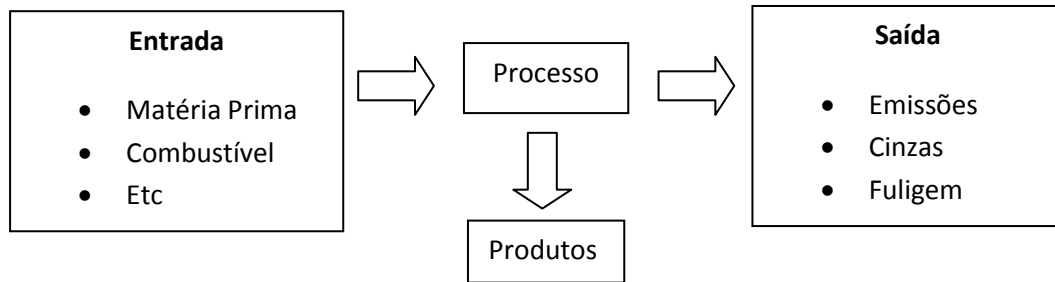 Entrada
• Matéria Prima
• Combustível
• Etc
Processo
Produtos
Saída
• Emissões
• Cinzas
• Fuligem